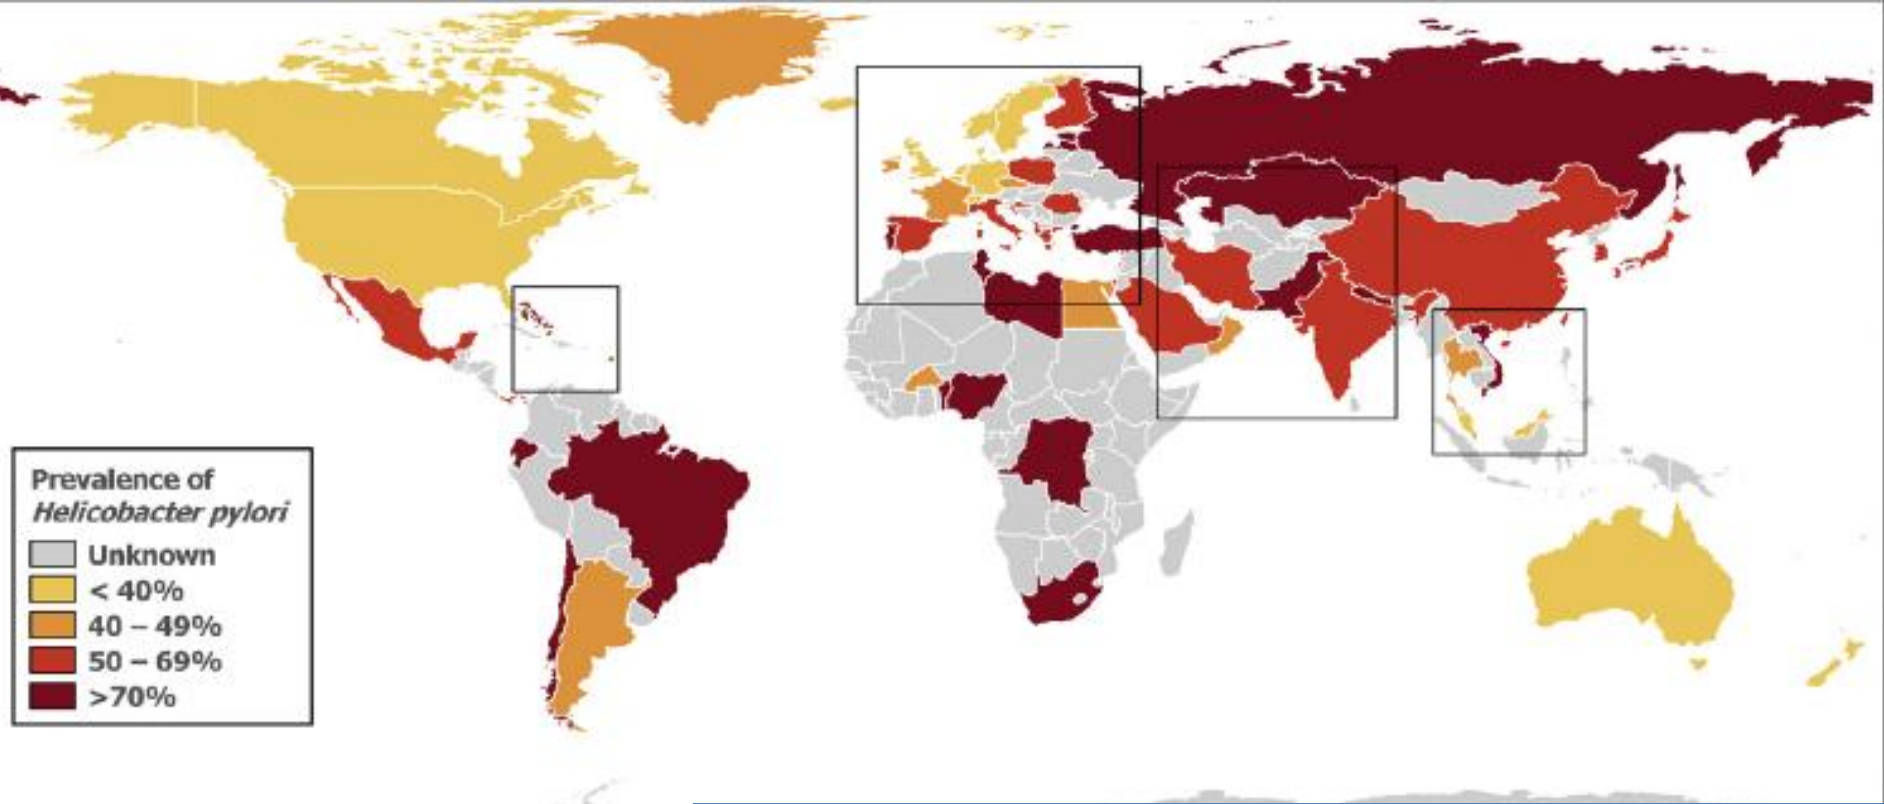 Prevalence of
Helicobacter pylori
Unknown
< 40%
40 – 49%
50 – 69%
>70%